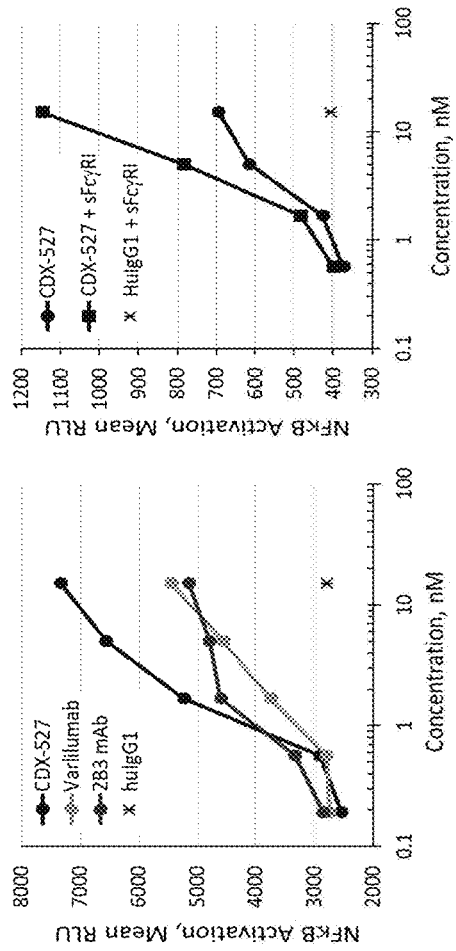 8000
7000
6000
5000
4000
3000
2000
NFκB Activation, Mean RLU
CDX-527
Varlilumab
2B3 mAb
huIgG1
0.1
1
10
100
Concentration, nM
1200
1100
1000
900
800
700
600
500
400
300
NFκB Activation, Mean RLU
CDX-527
CDX-527 + sFcγRI
HuIgG1 + sFcγRI
0.1
1
10
100
Concentration, nM